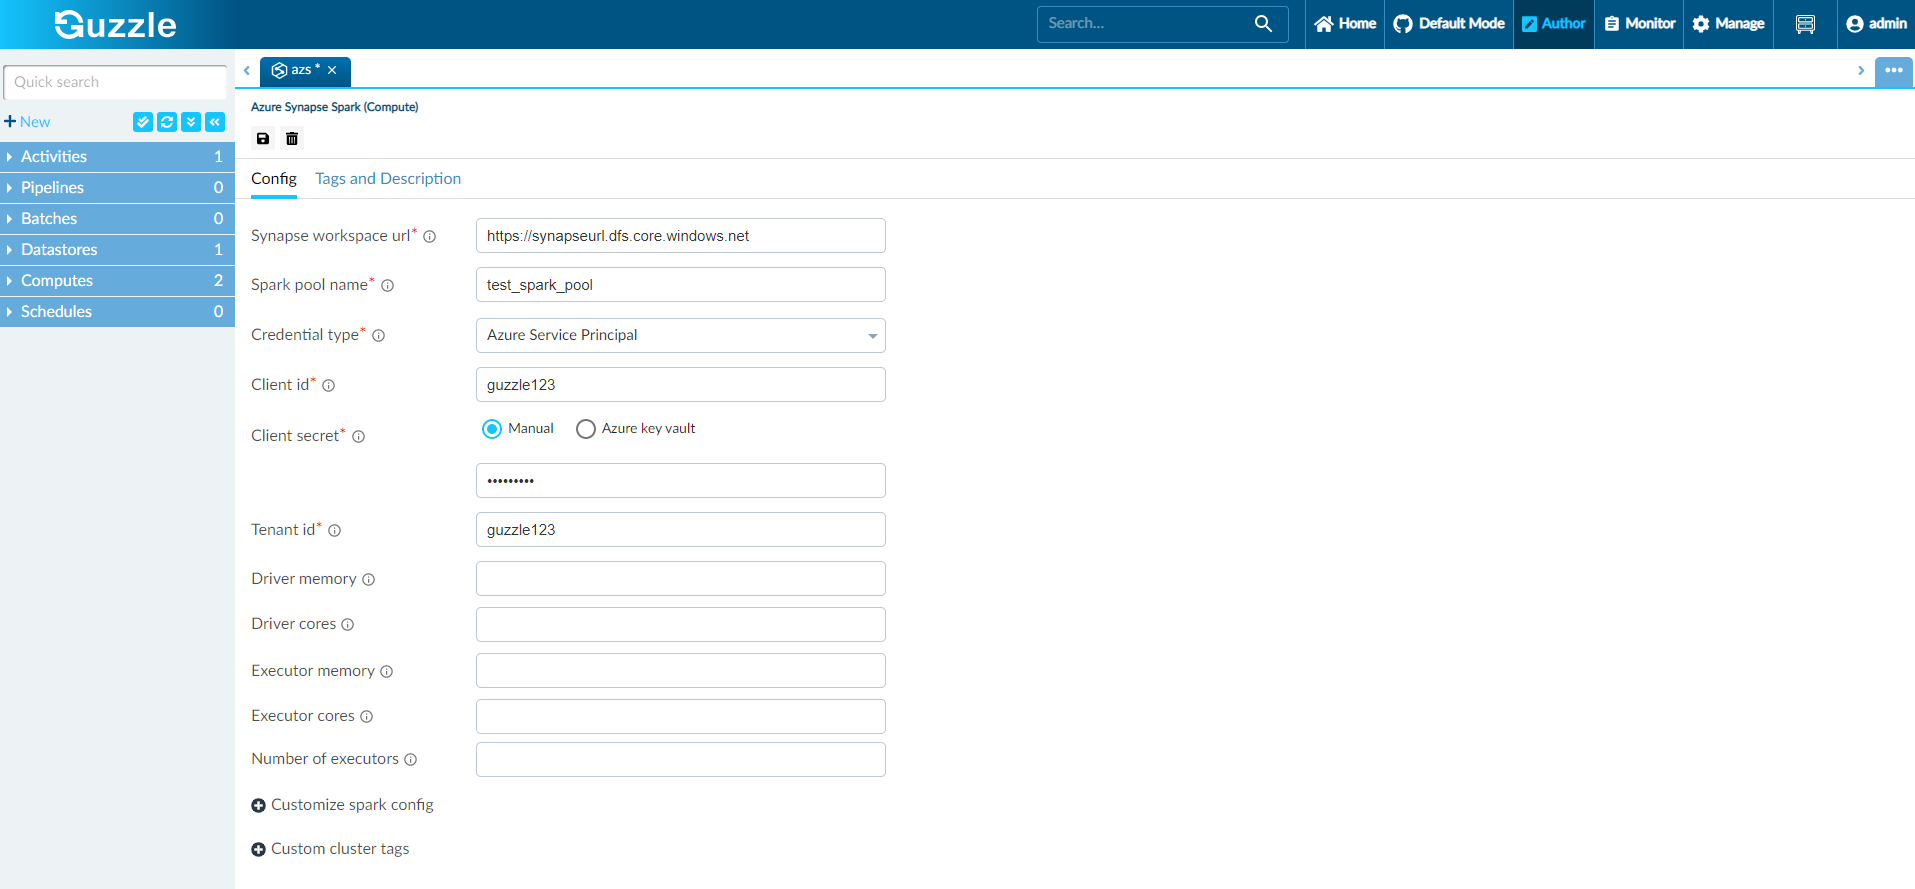 Guzzle
Search...
Home
Default Mode
Author
Monitor
Manage
admin
Quick search
New
Activities 1
Pipelines 0
Batches 0
Datastores 1
Computes 2
Schedules 0
azs *
Azure Synapse Spark (Compute)
Config
Tags and Description
Synapse workspace url*
https://synapseurl.dfs.core.windows.net
Spark pool name*
test_spark_pool
Credential type*
Azure Service Principal
Client id*
guzzle123
Client secret*
Manual
Azure key vault
•••••••••
Tenant id*
guzzle123
Driver memory
Driver cores
Executor memory
Executor cores
Number of executors
Customize spark config
Custom cluster tags